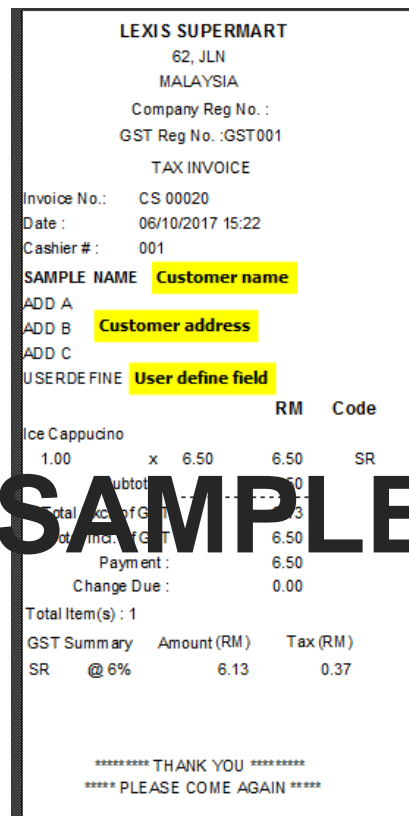 LEXIS SUPERMART
62, JLN
MALAYSIA
Company Reg No. :
GST Reg No. :GST001
TAX INVOICE
Invoice No.: CS 00020
Date : 06/10/2017 15:22
Cashier # : 001
SAMPLE NAME Customer name
ADD A
ADD B Customer address
ADD C
USERDEFINE User define field
RM Code
Ice Cappucino
1.00 x 6.50 6.50 SR
SAMPLE
Total
6.50
Payment : 6.50
Change Due : 0.00
Total Item(s) : 1
GST Summary Amount (RM) Tax (RM)
SR @ 6% 6.13 0.37
********* THANK YOU *********
***** PLEASE COME AGAIN *****